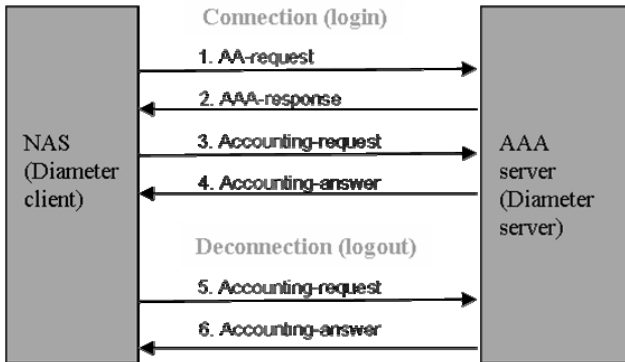 Connection (login)
1. AA-request
2. AAA-response
3. Accounting-request
4. Accounting-answer
NAS
(Diameter
client)
AAA
server
(Diameter
server)
Deconnection (logout)
5. Accounting-request
6. Accounting-answer